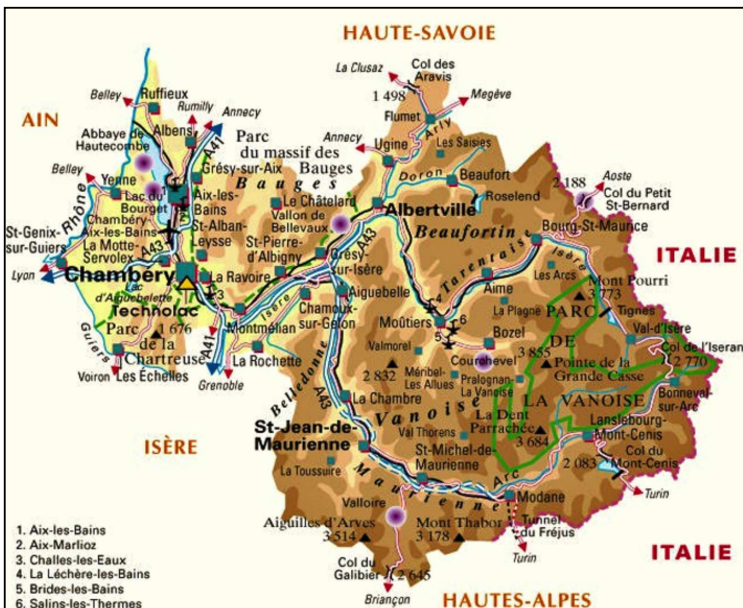 HAUTE-SAVOIE
La Clusaz
Col des
Aravis
1 498
Megève
Flumet
Arly
Belley
Ruffieux
Rumilly
Annecy
AIN
Albens
Abbaye de
Hautecombe
A41
Parc
du massif des
Bauges
Annecy
Ugine
Les Saisies
Belley
Grésy-sur-Aix
Bauges
Doron
Beaufort
Aoste
2 188
Col du Petit
St-Bernard
Yenne
Rhône
Lac du
Bourget
1
2
Aix-les-
Bains
Le Châtelard
Vallon de
Bellevaux
Albertville
Roselend
Beaufortin
Bourg-St-Maurice
ITALIE
St-Genix-
sur-Guiers
Chambéry-
Aix-les-Bains
La Motte-
Servolex
A43
St-Alban-
Leysse
St-Pierre-
d'Albigny
Grésy-
sur-Isère
A43
Tarentaise
Isère
Lyon
Chambéry
La Ravoire
Lac
d'Aiguebelette
3
Isère
Aiguebelle
Aime
Les Arcs
Mont Pourri
3 773
Technolac
Chamoux-
sur-Gelon
4
6
5
La Plagne
PARC
Tignes
Guiers
Parc
de la
Chartreuse
1 676
Montmélian
Moûtiers
Bozel
Val-d'Isère
A41
Valmorel
Courchevel
3 855
DE
Col de l'Iseran
2 770
Voiron
Les Échelles
La Rochette
Grenoble
2 832
Méribel-
Les Allues
Pralognan-
La Vanoise
Pointe de la
Grande Casse
Belledonne
A43
La Chambre
Vanoise
LA VANOISE
Bonneval-
sur-Arc
La Dent
Parrachée
3 684
Lanslebourg-
Mont-Cenis
St-Jean-de-
Maurienne
Val Thorens
ISÈRE
St-Michel-de-
Maurienne
2 083
Col du
Mont-Cenis
La Toussuire
Maurienne
Arc
Turin
Valloire
Modane
Aiguilles d'Arves
3 514
Mont Thabor
3 178
Tunnel
du Fréjus
Turin
ITALIE
Col du
Galibier
2 645
Briançon
HAUTES-ALPES
1. Aix-les-Bains
2. Aix-Marlioz
3. Challes-les-Eaux
4. La Léchère-les-Bains
5. Brides-les-Bains
6. Salins-les-Thermes